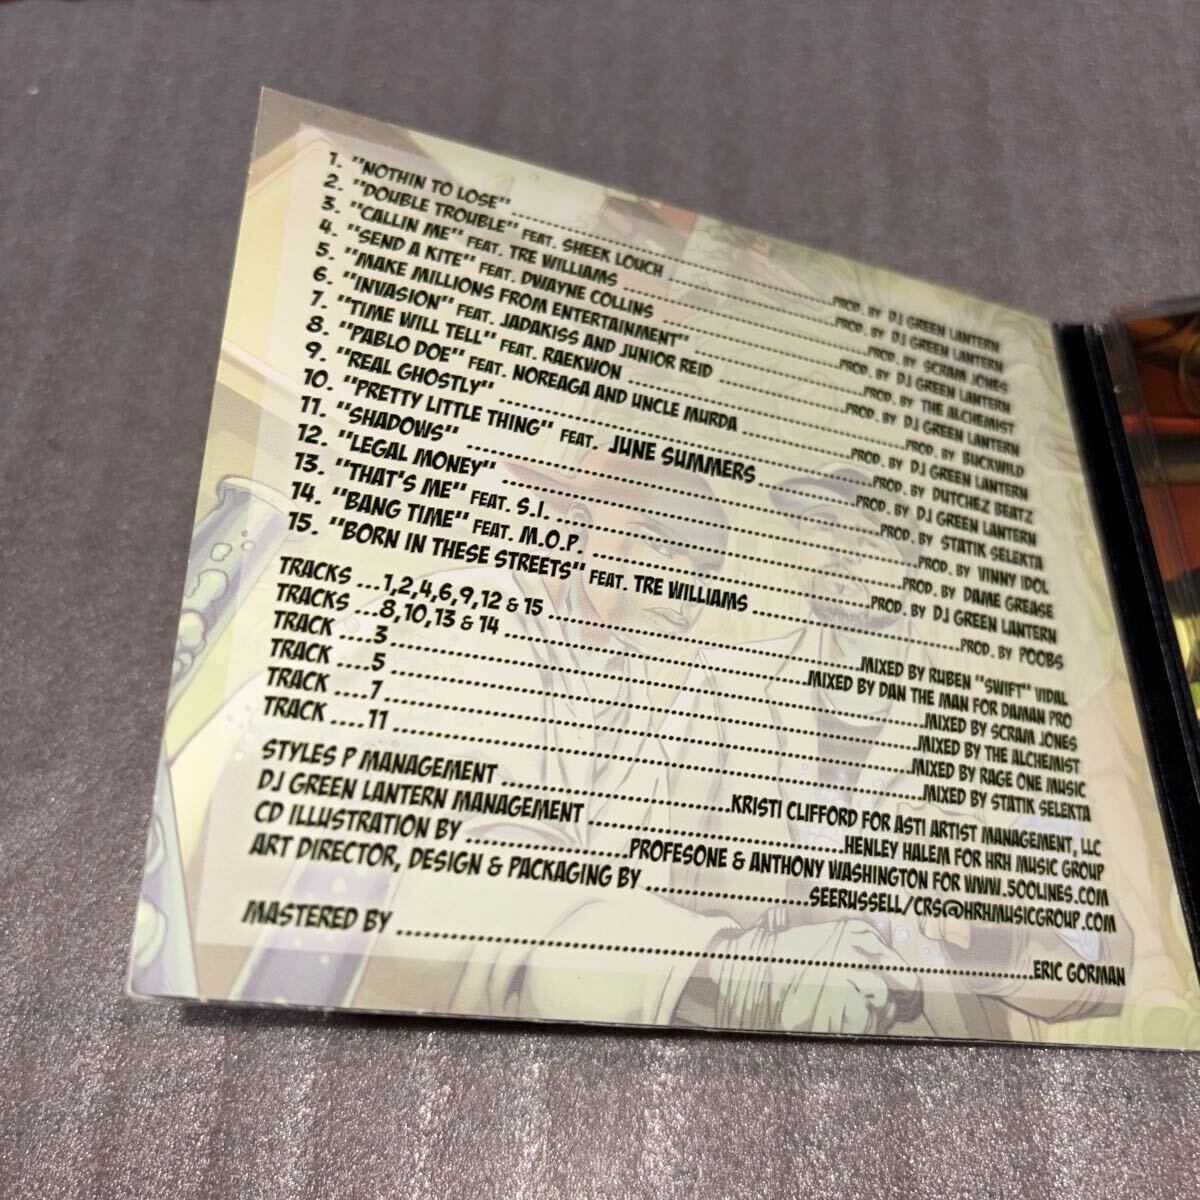 1. "NOTHIN TO LOSE"..........PROD. BY DJ GREEN LANTERN
2. "DOUBLE TROUBLE" FEAT. SHEEK LOUCH..........PROD. BY DJ GREEN LANTERN
3. "CALLIN ME" FEAT. TRE WILLIAMS..........PROD. BY SCRAM JONES
4. "SEND A KITE" FEAT. DWAYNE COLLINS..........PROD. BY DJ GREEN LANTERN
5. "MAKE MILLIONS FROM ENTERTAINMENT"..........PROD. BY THE ALCHEMIST
6. "INVASION" FEAT. JADAKISS AND JUNIOR REID..........PROD. BY DJ GREEN LANTERN
7. "TIME WILL TELL" FEAT. RAEKWON..........PROD. BY BUCKWILD
8. "PABLO DOE" FEAT. NOREAGA AND UNCLE MURDA..........PROD. BY DJ GREEN LANTERN
9. "REAL GHOSTLY"..........PROD. BY DUTCHEZ BEATZ
10. "PRETTY LITTLE THING" FEAT. JUNE SUMMERS..........PROD. BY DJ GREEN LANTERN
11. "SHADOWS"..........PROD. BY STATIK SELEKTA
12. "LEGAL MONEY"..........PROD. BY VINNY IDOL
13. "THAT'S ME" FEAT. S.I...........PROD. BY DAME GREASE
14. "BANG TIME" FEAT. M.O.P...........PROD. BY DJ GREEN LANTERN
15. "BORN IN THESE STREETS" FEAT. TRE WILLIAMS..........PROD. BY POOBS
TRACKS ...1,2,4,6,9,12 & 15..........MIXED BY RUBEN "SWIFT" VIDAL
TRACKS ...8,10,13 & 14..........MIXED BY DAN THE MAN FOR DAMAN PRO
TRACK ....3..........MIXED BY SCRAM JONES
TRACK ....5..........MIXED BY THE ALCHEMIST
TRACK ....7..........MIXED BY RAGE ONE MUSIC
TRACK ....11..........MIXED BY STATIK SELEKTA
STYLES P MANAGEMENT..........KRISTI CLIFFORD FOR ASTI ARTIST MANAGEMENT, LLC
DJ GREEN LANTERN MANAGEMENT..........HENLEY HALEM FOR HRH MUSIC GROUP
CD ILLUSTRATION BY..........PROFESONE & ANTHONY WASHINGTON FOR WWW.500LINES.COM
ART DIRECTOR, DESIGN & PACKAGING BY..........SEERUSSELL/CRS@HRHMUSICGROUP.COM
MASTERED BY..........ERIC GORMAN